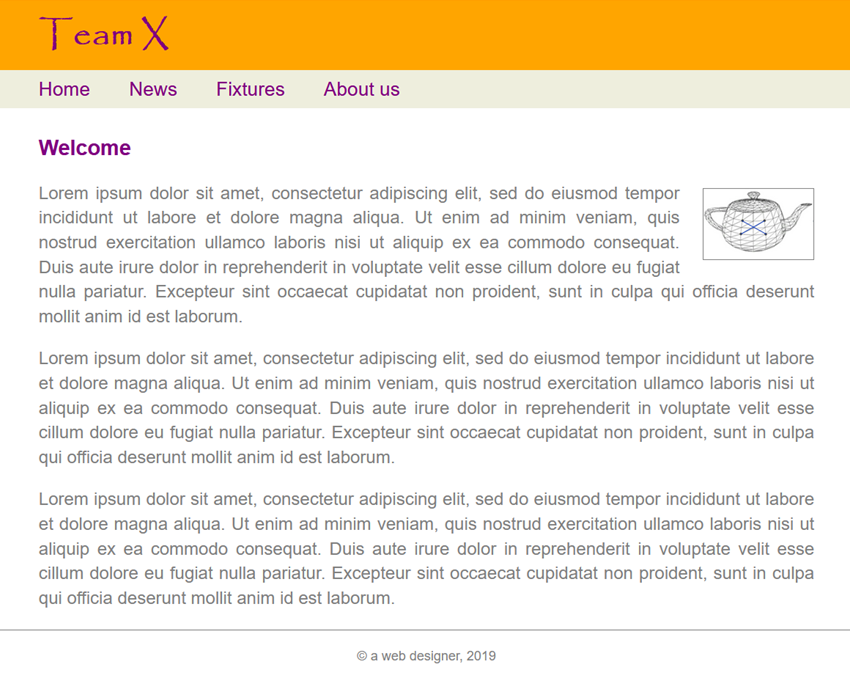 Team X
Home News Fixtures About us
Welcome
Lorem ipsum dolor sit amet, consectetur adipiscing elit, sed do eiusmod tempor
incididunt ut labore et dolore magna aliqua. Ut enim ad minim veniam, quis
nostrud exercitation ullamco laboris nisi ut aliquip ex ea commodo consequat.
Duis aute irure dolor in reprehenderit in voluptate velit esse cillum dolore eu fugiat
nulla pariatur. Excepteur sint occaecat cupidatat non proident, sunt in culpa qui officia deserunt
mollit anim id est laborum.
Lorem ipsum dolor sit amet, consectetur adipiscing elit, sed do eiusmod tempor incididunt ut labore
et dolore magna aliqua. Ut enim ad minim veniam, quis nostrud exercitation ullamco laboris nisi ut
aliquip ex ea commodo consequat. Duis aute irure dolor in reprehenderit in voluptate velit esse
cillum dolore eu fugiat nulla pariatur. Excepteur sint occaecat cupidatat non proident, sunt in culpa
qui officia deserunt mollit anim id est laborum.
Lorem ipsum dolor sit amet, consectetur adipiscing elit, sed do eiusmod tempor incididunt ut labore
et dolore magna aliqua. Ut enim ad minim veniam, quis nostrud exercitation ullamco laboris nisi ut
aliquip ex ea commodo consequat. Duis aute irure dolor in reprehenderit in voluptate velit esse
cillum dolore eu fugiat nulla pariatur. Excepteur sint occaecat cupidatat non proident, sunt in culpa
qui officia deserunt mollit anim id est laborum.
© a web designer, 2019